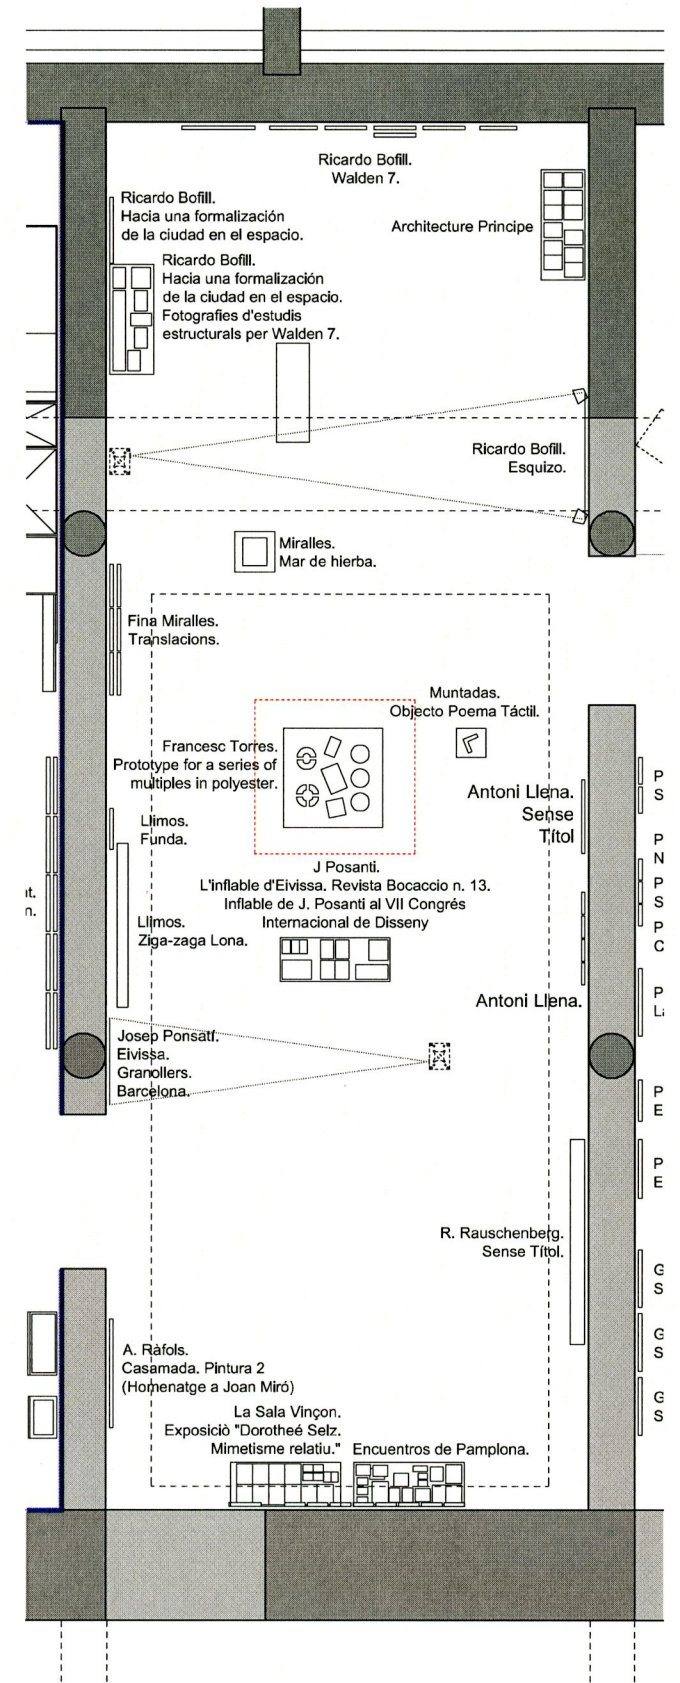 Ricardo Bofill.
Walden 7.
Ricardo Bofill.
Hacia una formalización
de la ciudad en el espacio.
Architecture Principe
Ricardo Bofill.
Hacia una formalización
de la ciudad en el espacio.
Fotografies d'estudis
estructurals per Walden 7.
Ricardo Bofill.
Esquizo.
Miralles.
Mar de hierba.
Fina Miralles.
Translacions.
Muntadas.
Objecto Poema Táctil.
Francesc Torres.
Prototype for a series of
multiples in polyester.
Antoni Llena.
Sense
Títol
Llimos.
Funda.
J Posanti.
L'inflable d'Eivissa. Revista Bocaccio n. 13.
Inflable de J. Posanti al VII Congrés
Internacional de Disseny
Llimos.
Ziga-zaga Lona.
Antoni Llena.
Josep Ponsatí.
Eivissa.
Granollers.
Barcelona.
R. Rauschenberg.
Sense Títol.
A. Ràfols.
Casamada. Pintura 2
(Homenatge a Joan Miró)
La Sala Vinçon.
Exposiciò "Dorotheé Selz.
Mimetisme relatiu."
Encuentros de Pamplona.
P
S
P
N
P
S
P
C
P
P
E
P
E
G
S
G
S
G
S